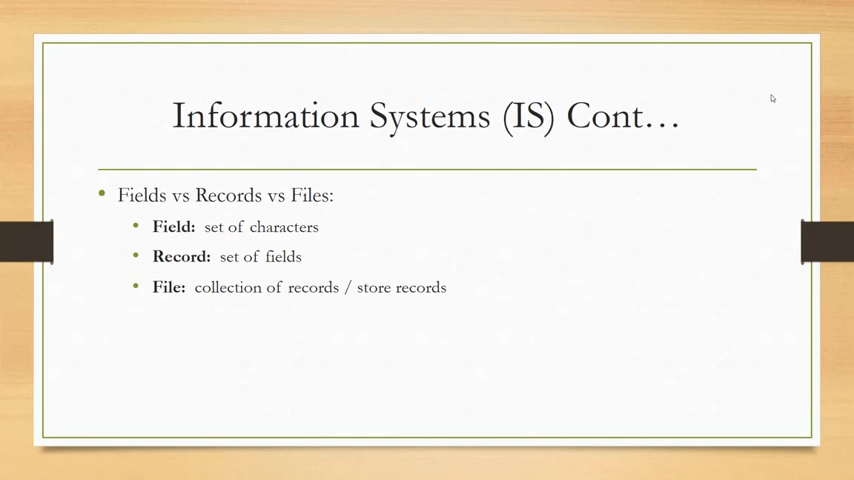 Information Systems (IS) Cont…
• Fields vs Records vs Files:
• Field: set of characters
• Record: set of fields
• File: collection of records / store records